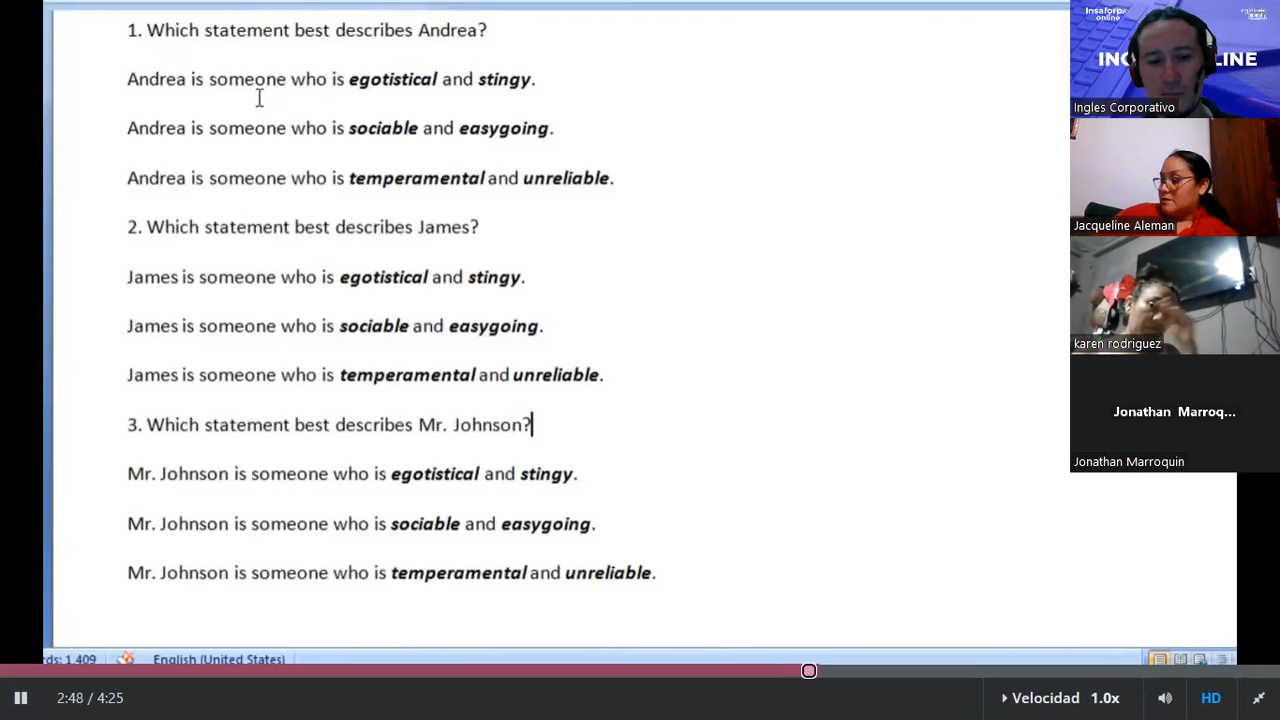 1. Which statement best describes Andrea?
Andrea is someone who is egotistical and stingy.
Andrea is someone who is sociable and easygoing.
Andrea is someone who is temperamental and unreliable.
2. Which statement best describes James?
James is someone who is egotistical and stingy.
James is someone who is sociable and easygoing.
James is someone who is temperamental and unreliable.
3. Which statement best describes Mr. Johnson?
Mr. Johnson is someone who is egotistical and stingy.
Mr. Johnson is someone who is sociable and easygoing.
Mr. Johnson is someone who is temperamental and unreliable.
rds: 1,409 English (United States)
Insaforp
online
Ingles Corporativo
Jacqueline Aleman
karen rodriguez
Jonathan Marroq...
Jonathan Marroquin
2:48 / 4:25 Velocidad 1.0x HD